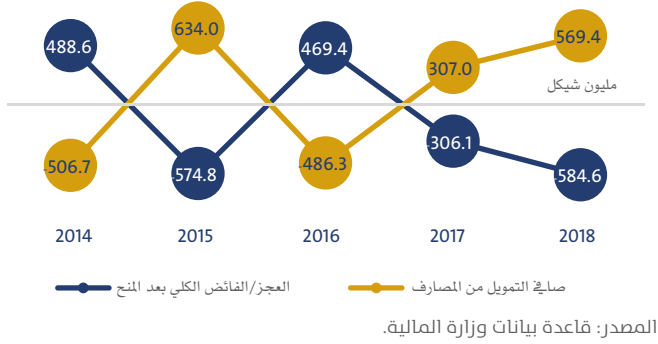 488.6 634.0 469.4 307.0 569.4
مليون شيكل
-506.7 -574.8 -486.3 -306.1 -584.6
2014 2015 2016 2017 2018
العجز/الفائض الكلي بعد المنح صافي التمويل من المصارف
المصدر: قاعدة بيانات وزارة المالية.